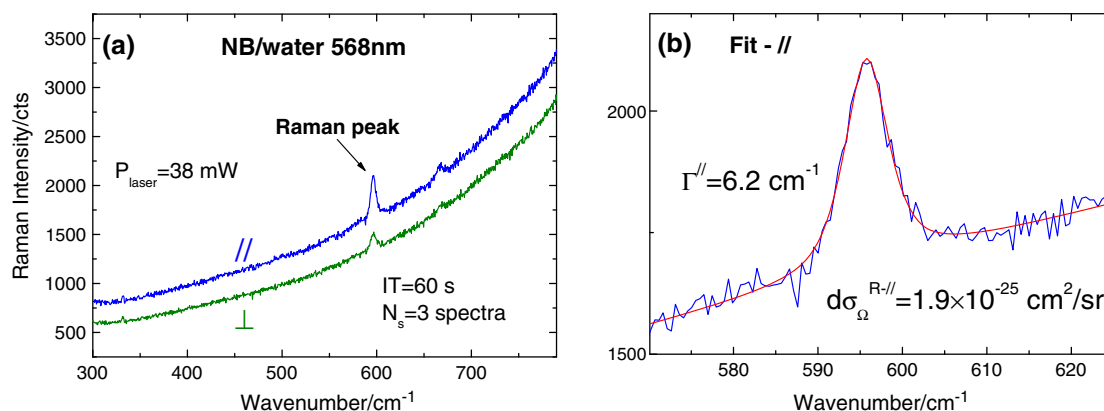 (a)
NB/water 568nm
3500
3000
2500
2000
1500
1000
500
Raman Intensity/cts
Raman peak
P_laser=38 mW
//
IT=60 s
N_s=3 spectra
⊥
300 400 500 600 700
Wavenumber/cm^-1
(b)
Fit - //
2000
1500
Γ^//=6.2 cm^-1
dσ_Ω^R-//=1.9×10^-25 cm^2/sr
580 590 600 610 620
Wavenumber/cm^-1